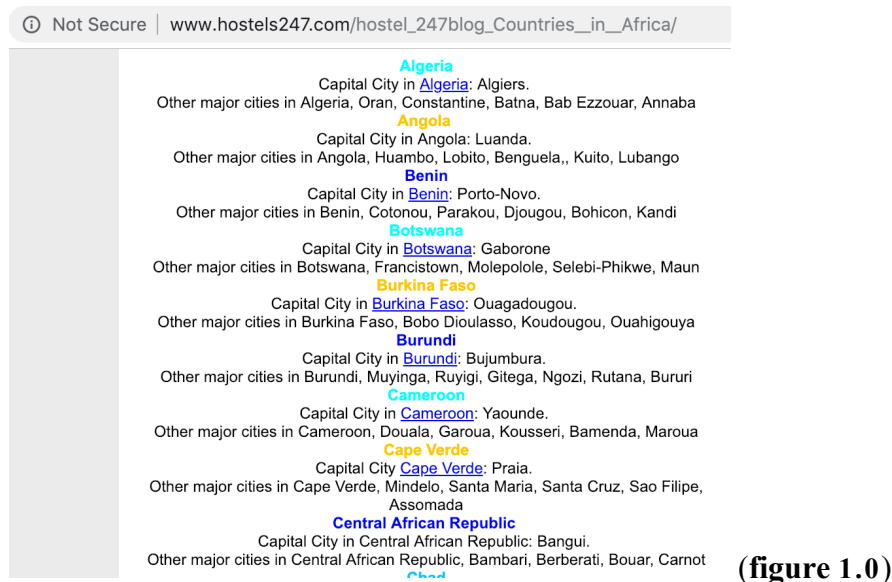 Not Secure | www.hostels247.com/hostel_247blog_Countries__in__Africa/
Algeria
Capital City in Algeria: Algiers.
Other major cities in Algeria, Oran, Constantine, Batna, Bab Ezzouar, Annaba
Angola
Capital City in Angola: Luanda.
Other major cities in Angola, Huambo, Lobito, Benguela,, Kuito, Lubango
Benin
Capital City in Benin: Porto-Novo.
Other major cities in Benin, Cotonou, Parakou, Djougou, Bohicon, Kandi
Botswana
Capital City in Botswana: Gaborone
Other major cities in Botswana, Francistown, Molepolole, Selebi-Phikwe, Maun
Burkina Faso
Capital City in Burkina Faso: Ouagadougou.
Other major cities in Burkina Faso, Bobo Dioulasso, Koudougou, Ouahigouya
Burundi
Capital City in Burundi: Bujumbura.
Other major cities in Burundi, Muyinga, Ruyigi, Gitega, Ngozi, Rutana, Bururi
Cameroon
Capital City in Cameroon: Yaounde.
Other major cities in Cameroon, Douala, Garoua, Kousseri, Bamenda, Maroua
Cape Verde
Capital City Cape Verde: Praia.
Other major cities in Cape Verde, Mindelo, Santa Maria, Santa Cruz, Sao Filipe,
Assomada
Central African Republic
Capital City in Central African Republic: Bangui.
Other major cities in Central African Republic, Bambari, Berberati, Bouar, Carnot
Chad
(figure 1.0)